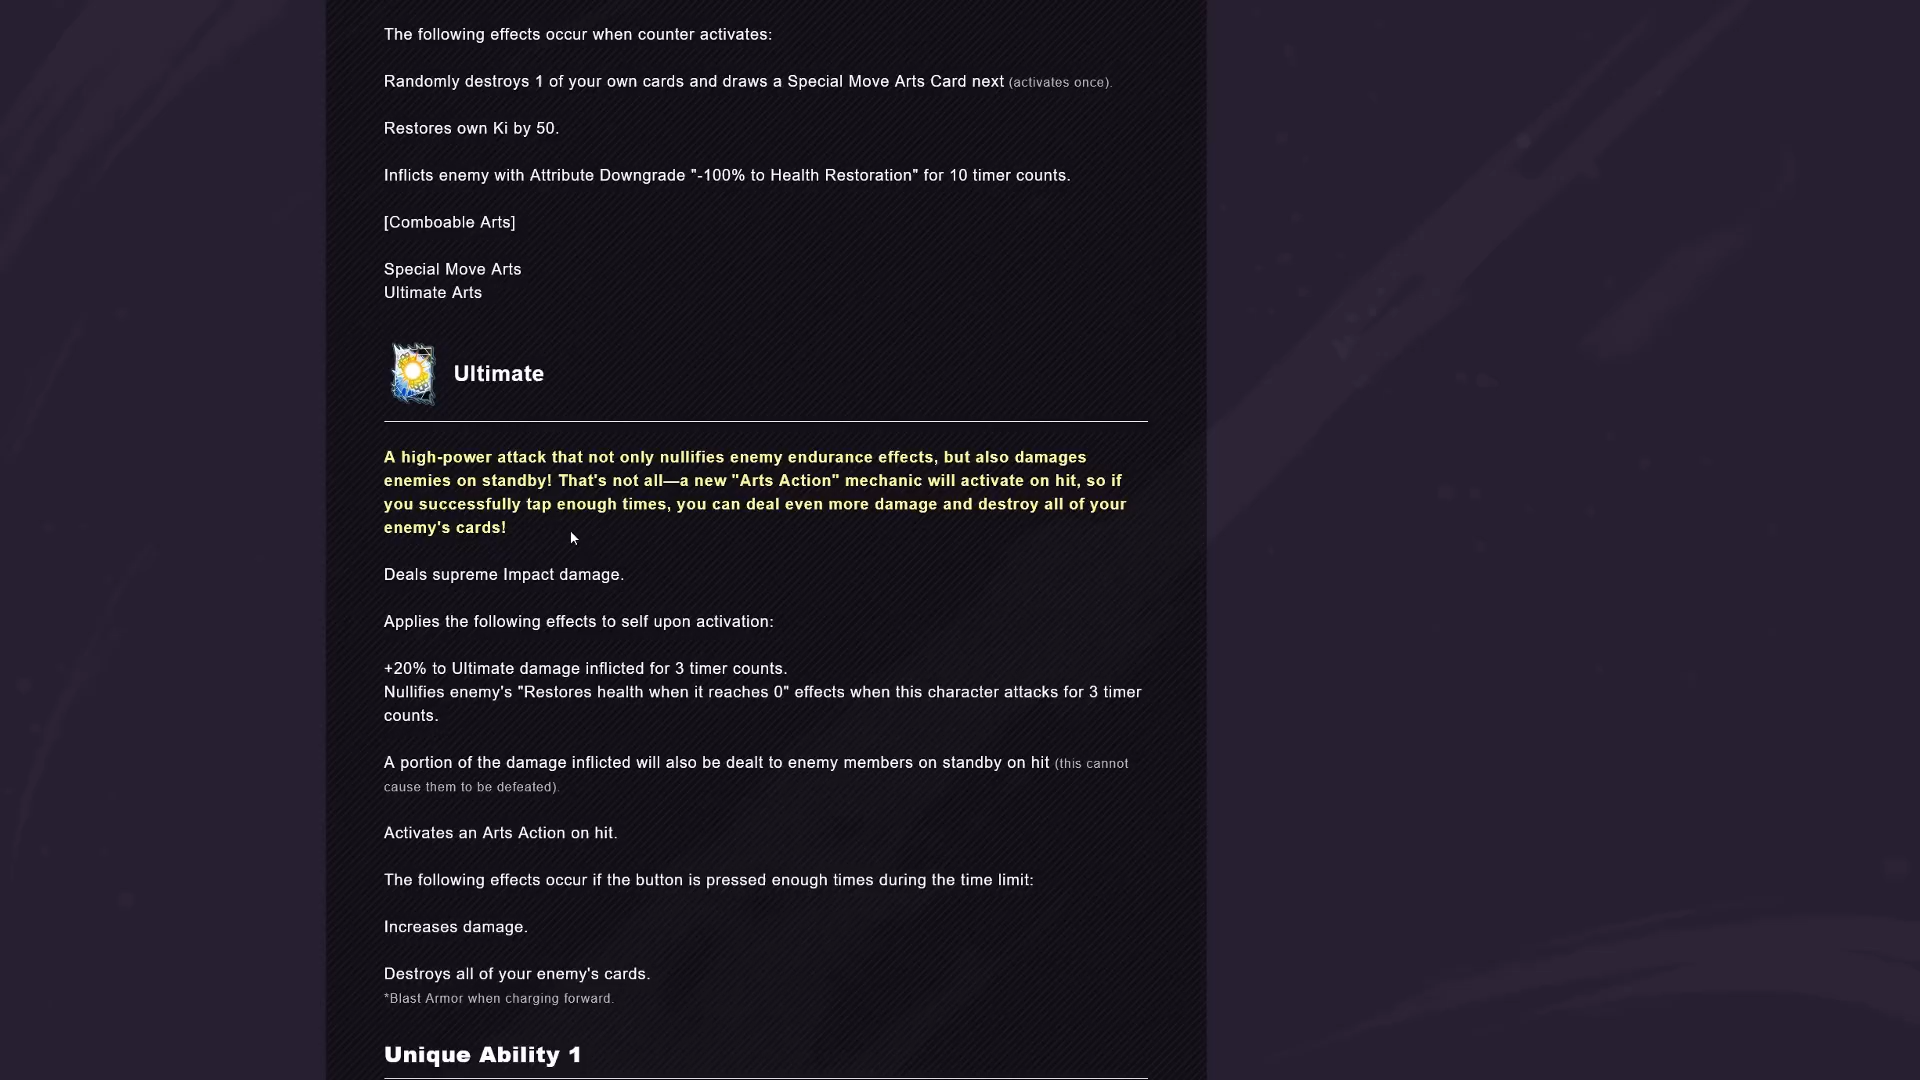 The following effects occur when counter activates:
Randomly destroys 1 of your own cards and draws a Special Move Arts Card next (activates once).
Restores own Ki by 50.
Inflicts enemy with Attribute Downgrade "-100% to Health Restoration" for 10 timer counts.
[Comboable Arts]
Special Move Arts
Ultimate Arts
Ultimate
A high-power attack that not only nullifies enemy endurance effects, but also damages
enemies on standby! That's not all—a new "Arts Action" mechanic will activate on hit, so if
you successfully tap enough times, you can deal even more damage and destroy all of your
enemy's cards!
Deals supreme Impact damage.
Applies the following effects to self upon activation:
+20% to Ultimate damage inflicted for 3 timer counts.
Nullifies enemy's "Restores health when it reaches 0" effects when this character attacks for 3 timer
counts.
A portion of the damage inflicted will also be dealt to enemy members on standby on hit (this cannot
cause them to be defeated).
Activates an Arts Action on hit.
The following effects occur if the button is pressed enough times during the time limit:
Increases damage.
Destroys all of your enemy's cards.
*Blast Armor when charging forward.
Unique Ability 1